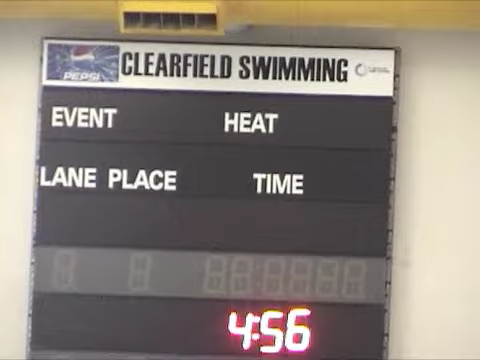 PEPSI CLEARFIELD SWIMMING
EVENT HEAT
LANE PLACE TIME
4:56